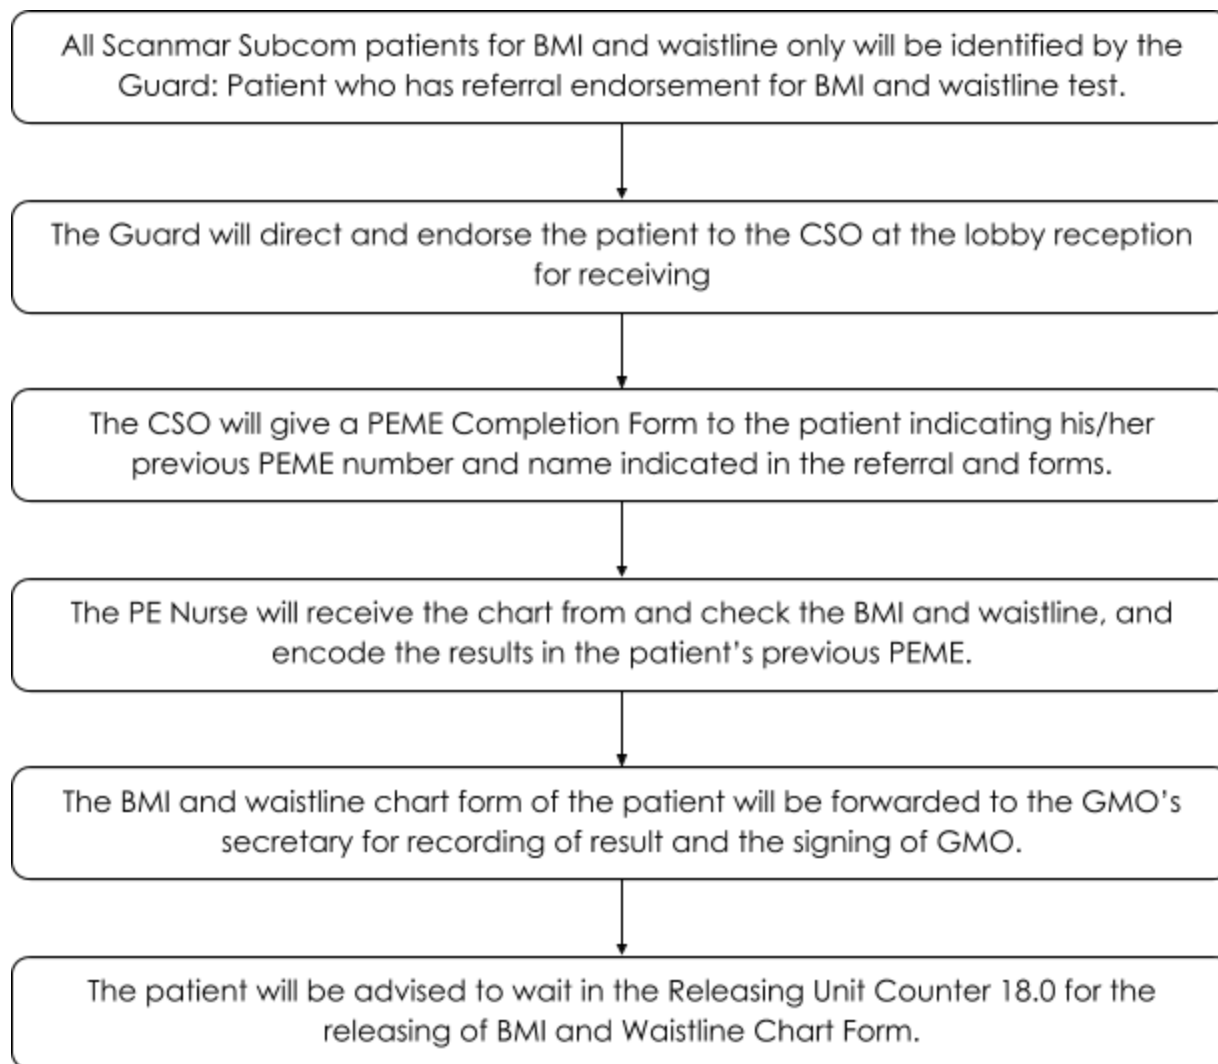 All Scanmar Subcom patients for BMI and waistline only will be identified by the
Guard: Patient who has referral endorsement for BMI and waistline test.
The Guard will direct and endorse the patient to the CSO at the lobby reception
for receiving
The CSO will give a PEME Completion Form to the patient indicating his/her
previous PEME number and name indicated in the referral and forms.
The PE Nurse will receive the chart from and check the BMI and waistline, and
encode the results in the patient's previous PEME.
The BMI and waistline chart form of the patient will be forwarded to the GMO's
secretary for recording of result and the signing of GMO.
The patient will be advised to wait in the Releasing Unit Counter 18.0 for the
releasing of BMI and Waistline Chart Form.